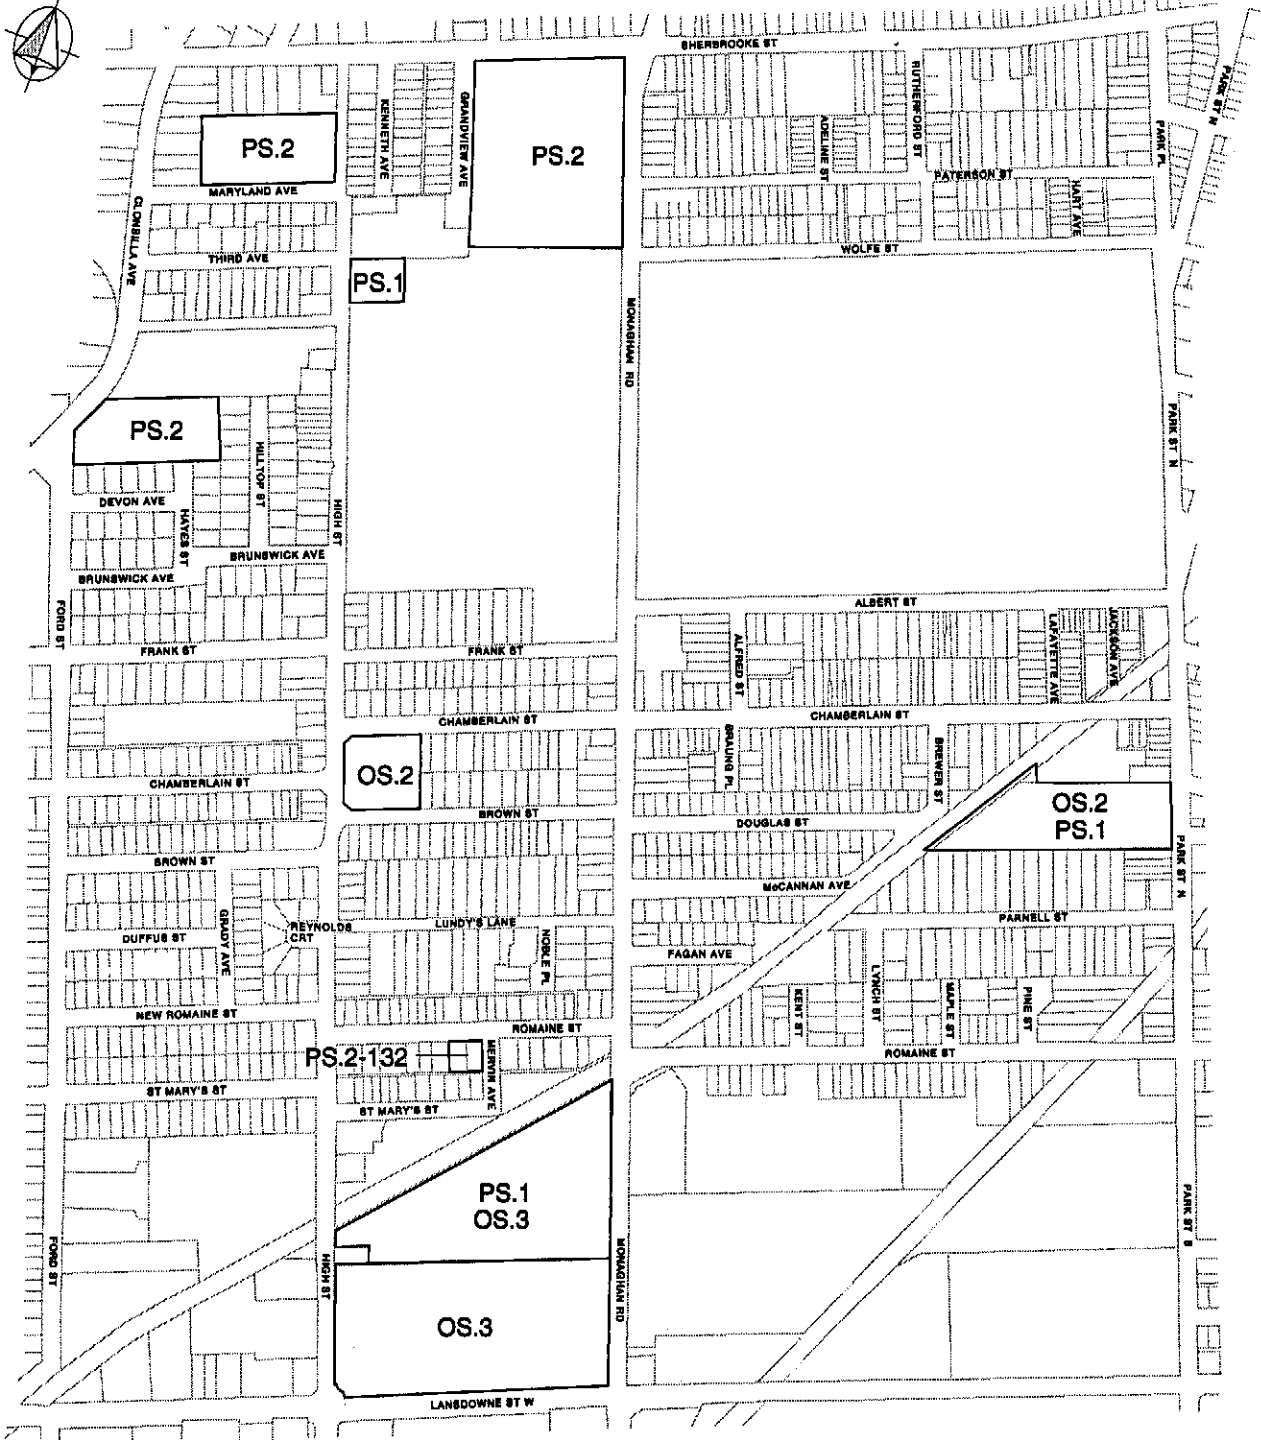 SHERBROOKE ST
PARK ST N
RUTHERFORD ST
KENNETH AVE
GRANDVIEW AVE
ADELINE ST
PARK PL
PS.2
PS.2
PATERSON ST
MARYLAND AVE
HART AVE
CLONSILLA AVE
WOLFE ST
THIRD AVE
PS.1
MONAGHAN RD
PARK ST N
PS.2
HILLTOP ST
DEVON AVE
HIGH ST
HAYES ST
BRUNSWICK AVE
BRUNSWICK AVE
ALBERT ST
FORD ST
ALFRED ST
LAFAYETTE AVE
JACKSON AVE
FRANK ST
FRANK ST
CHAMBERLAIN ST
CHAMBERLAIN ST
BRAUNG PL
BREWER ST
OS.2
CHAMBERLAIN ST
OS.2
PS.1
BROWN ST
DOUGLAS ST
BROWN ST
PARK ST N
McCANNAN AVE
PARNELL ST
LUNDY'S LANE
GRADY AVE
REYNOLDS
CRT
DUFFUS ST
NOBLE PL
FAGAN AVE
LYNCH ST
KENT ST
MAPLE ST
PINE ST
NEW ROMAINE ST
ROMAINE ST
ROMAINE ST
PS.2-132
MERVIN AVE
ST MARY'S ST
ST MARY'S ST
PS.1
OS.3
PARK ST S
FORD ST
HIGH ST
MONAGHAN RD
OS.3
LANSDOWNE ST W